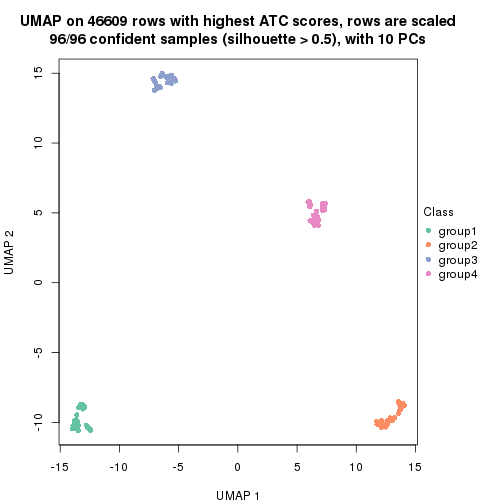 UMAP on 46609 rows with highest ATC scores, rows are scaled
96/96 confident samples (silhouette > 0.5), with 10 PCs
15
10
5
0
-5
-10
UMAP 2
-15
-10
-5
0
5
10
15
UMAP 1
Class
group1
group2
group3
group4